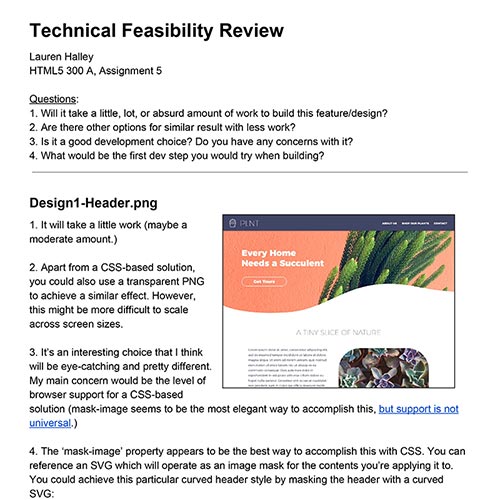 Technical Feasibility Review
Lauren Halley
HTML5 300 A, Assignment 5
Questions:
1. Will it take a little, lot, or absurd amount of work to build this feature/design?
2. Are there other options for similar result with less work?
3. Is it a good development choice? Do you have any concerns with it?
4. What would be the first dev step you would try when building?
Design1-Header.png
1. It will take a little work (maybe a
moderate amount.)
2. Apart from a CSS-based solution,
you could also use a transparent PNG
to achieve a similar effect. However,
this might be more difficult to scale
across screen sizes.
3. It's an interesting choice that I think
will be eye-catching and pretty different.
My main concern would be the level of
browser support for a CSS-based
solution (mask-image seems to be the most elegant way to accomplish this, but support is not
universal.)
4. The ‘mask-image’ property appears to be the best way to accomplish this with CSS. You can
reference an SVG which will operate as an image mask for the contents you're applying it to.
You could achieve this particular curved header style by masking the header with a curved
SVG:
PLNT
ABOUT US SHOP OUR PLANTS CONTACT
Every Home
Needs a Succulent
A TINY SLICE OF NATURE